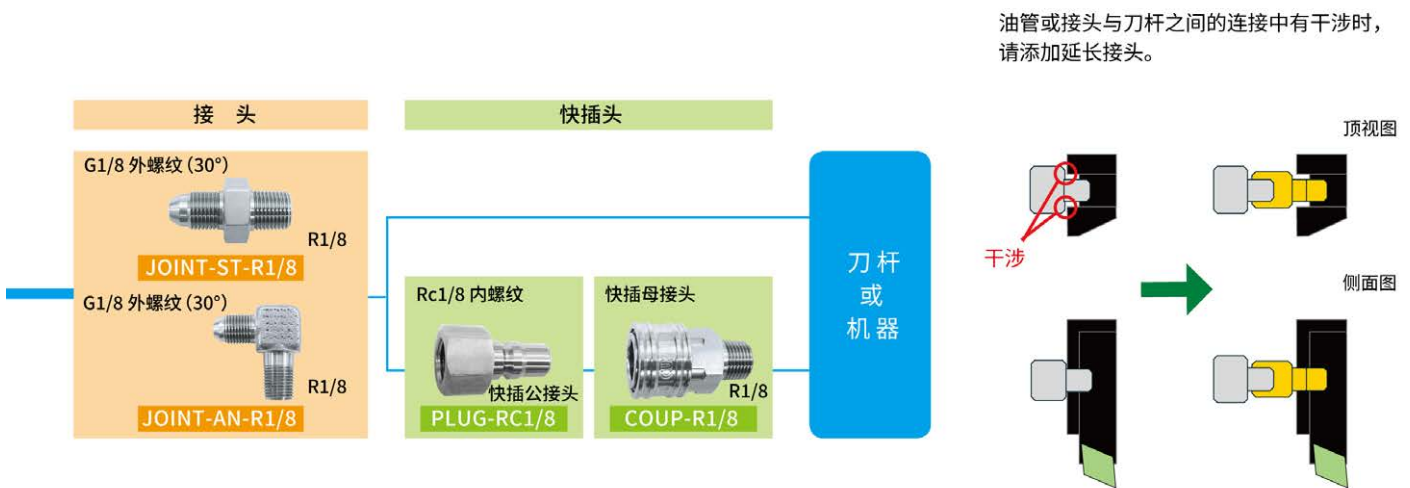 油管或接头与刀杆之间的连接中有干涉时，
请添加延长接头。
接 头
快插头
顶视图
G1/8 外螺纹（30°）
R1/8
JOINT-ST-R1/8
干涉
刀杆
或
机器
侧面图
G1/8 外螺纹（30°）
R1/8
JOINT-AN-R1/8
Rc1/8 内螺纹
快插公接头
PLUG-RC1/8
快插母接头
R1/8
COUP-R1/8